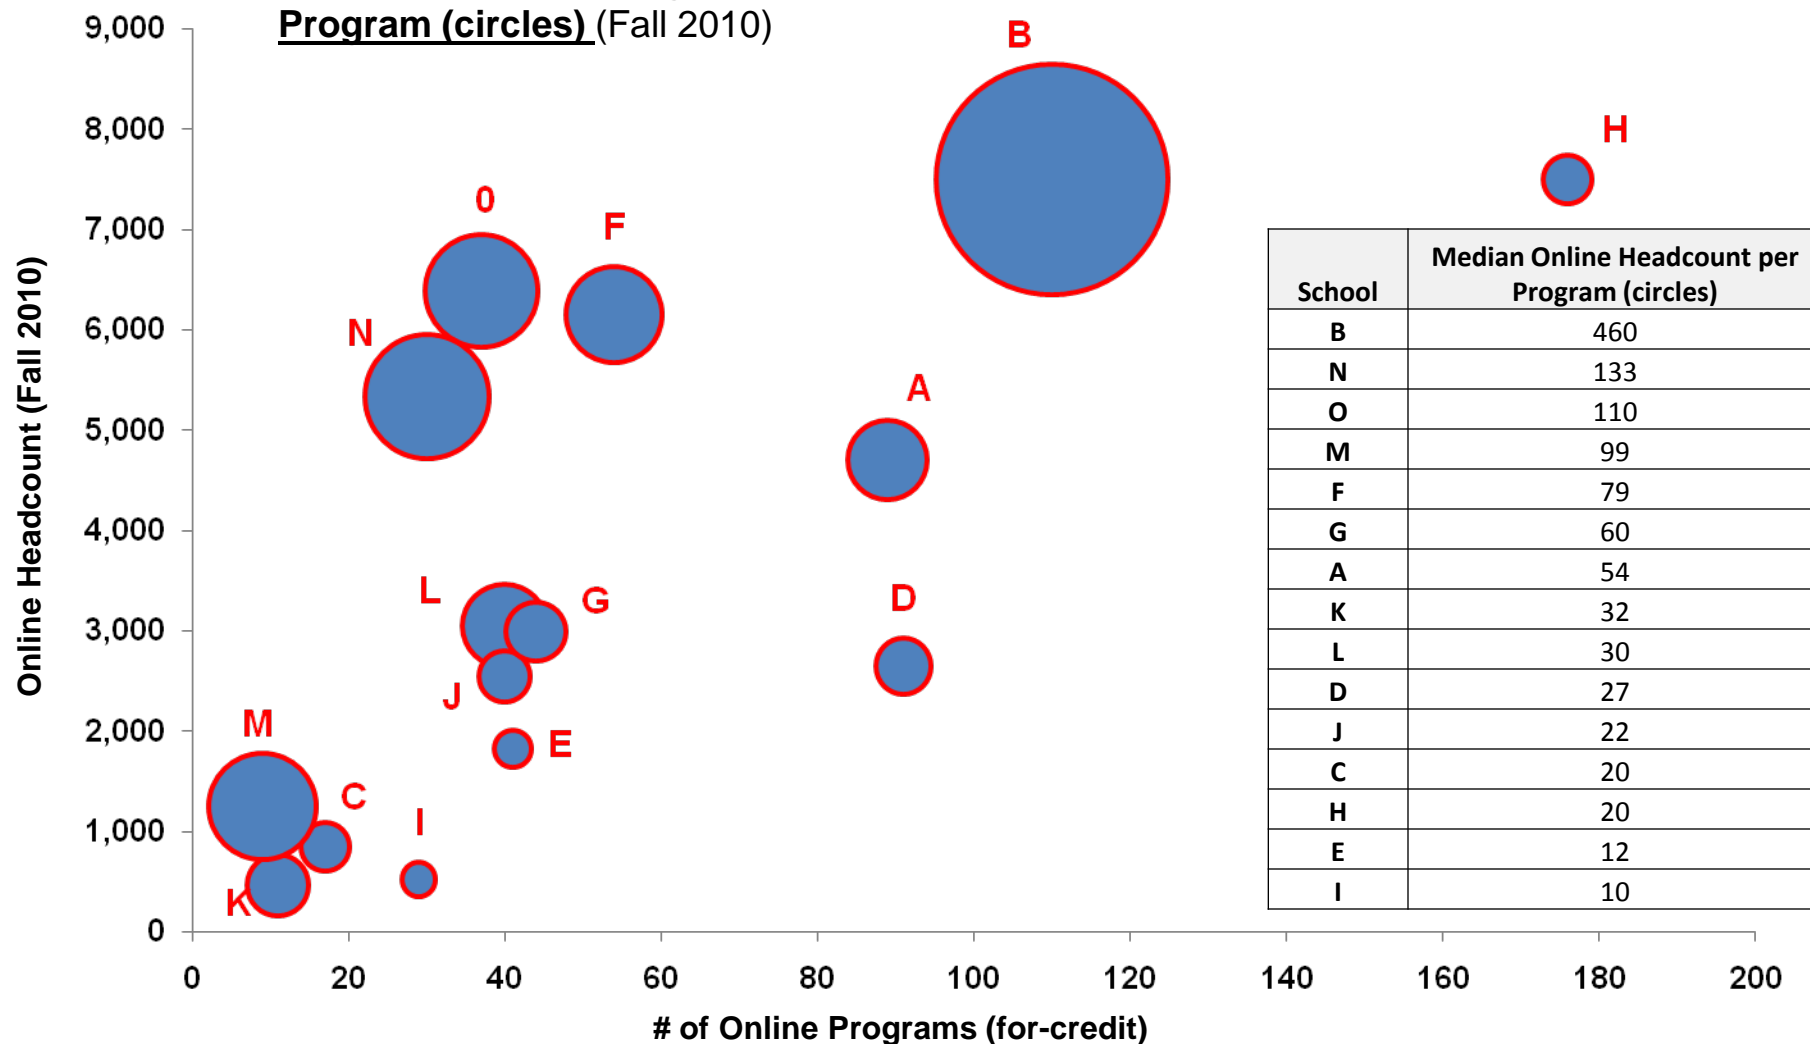 Program (circles) (Fall 2010)
9,000
8,000
7,000
6,000
5,000
4,000
3,000
2,000
1,000
0
Online Headcount (Fall 2010)
B
H
0
F
N
A
L
G
D
J
E
M
C
I
K
School Median Online Headcount per
Program (circles)
B 460
N 133
O 110
M 99
F 79
G 60
A 54
K 32
L 30
D 27
J 22
C 20
H 20
E 12
I 10
0 20 40 60 80 100 120 140 160 180 200
# of Online Programs (for-credit)